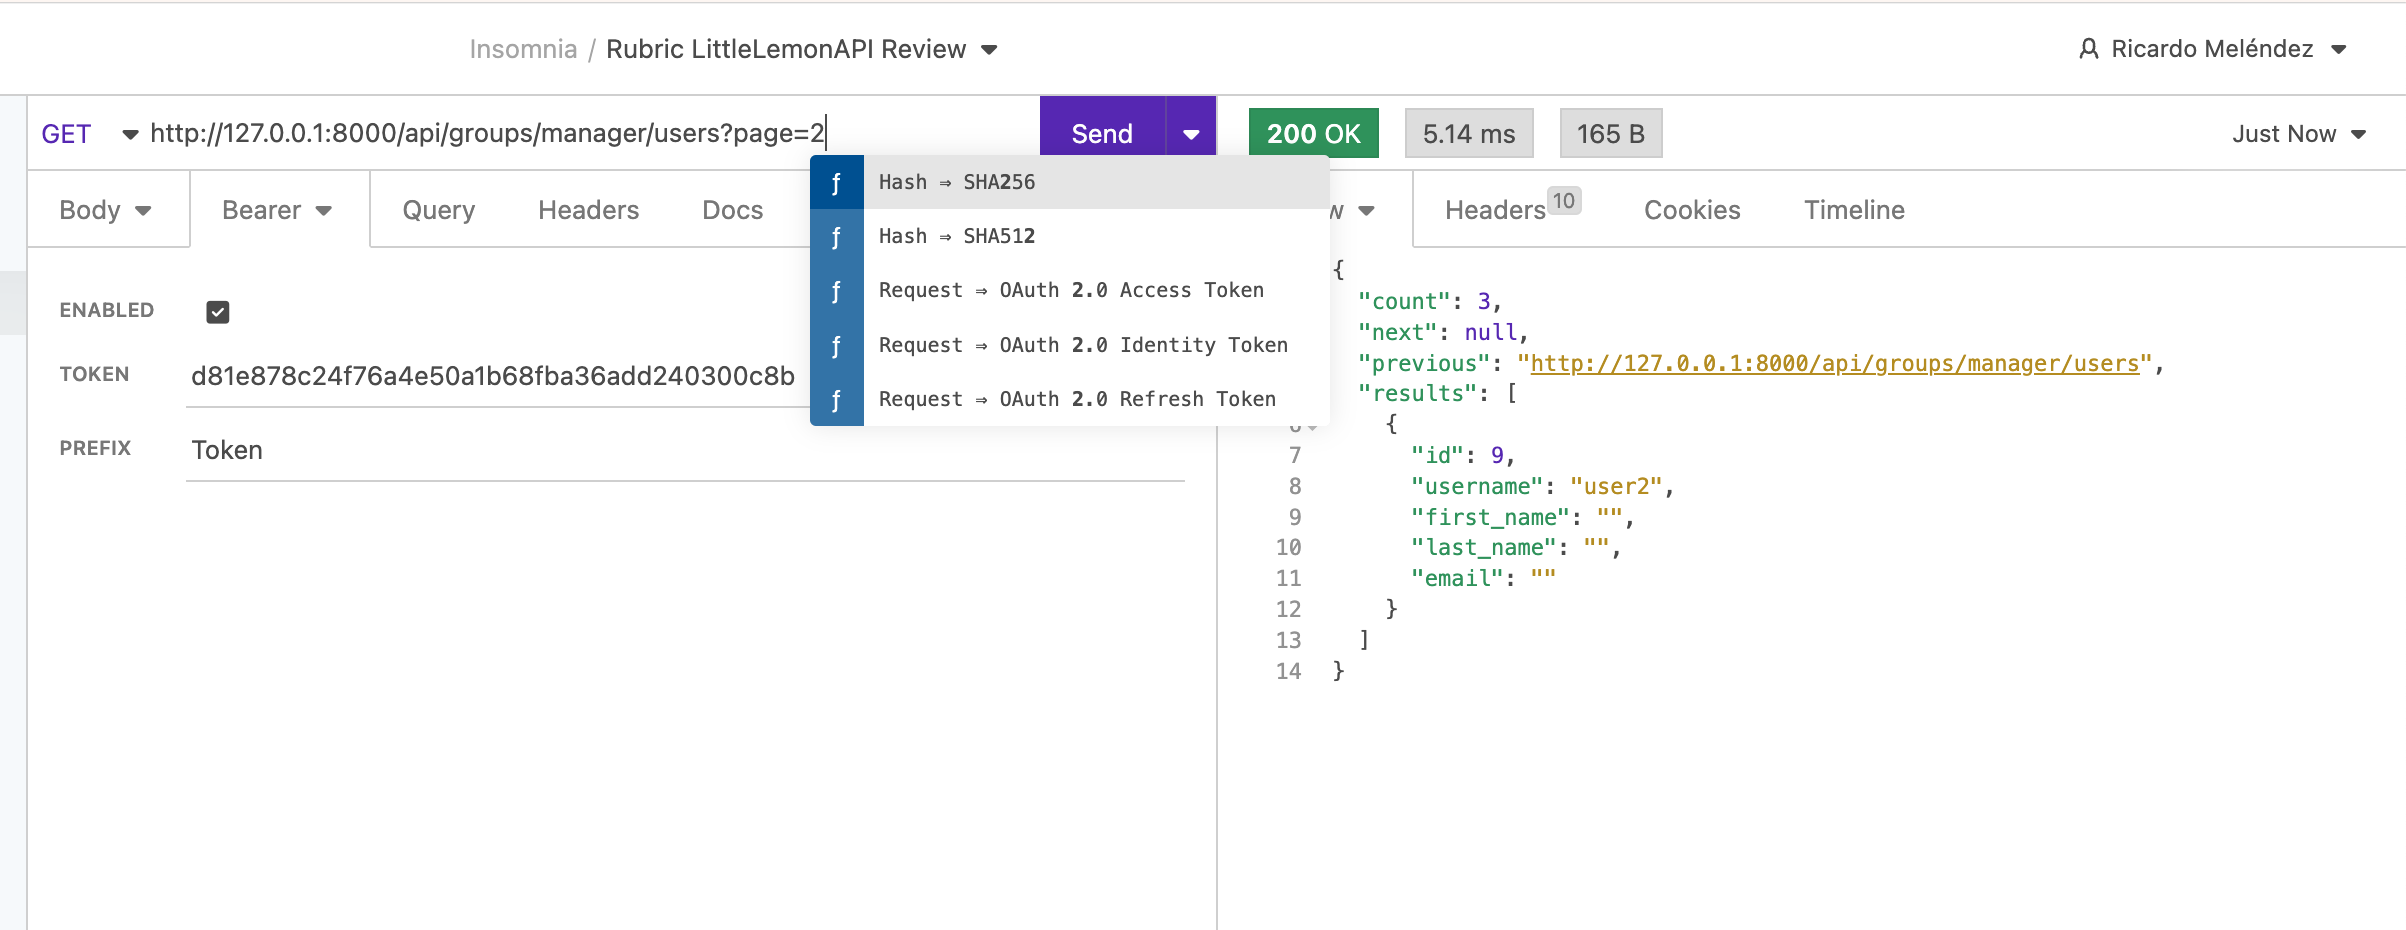 Insomnia / Rubric LittleLemonAPI Review
Ricardo Meléndez
GET http://127.0.0.1:8000/api/groups/manager/users?page=2
Send
200 OK
5.14 ms
165 B
Just Now
Body
Bearer
Query
Headers
Docs
ƒ Hash ⇒ SHA256
ƒ Hash ⇒ SHA512
ƒ Request ⇒ OAuth 2.0 Access Token
ƒ Request ⇒ OAuth 2.0 Identity Token
ƒ Request ⇒ OAuth 2.0 Refresh Token
ENABLED
TOKEN d81e878c24f76a4e50a1b68fba36add240300c8b
PREFIX Token
Headers 10
Cookies
Timeline
{
"count": 3,
"next": null,
"previous": "http://127.0.0.1:8000/api/groups/manager/users",
"results": [
{
7 "id": 9,
8 "username": "user2",
9 "first_name": "",
10 "last_name": "",
11 "email": ""
12 }
13 ]
14 }